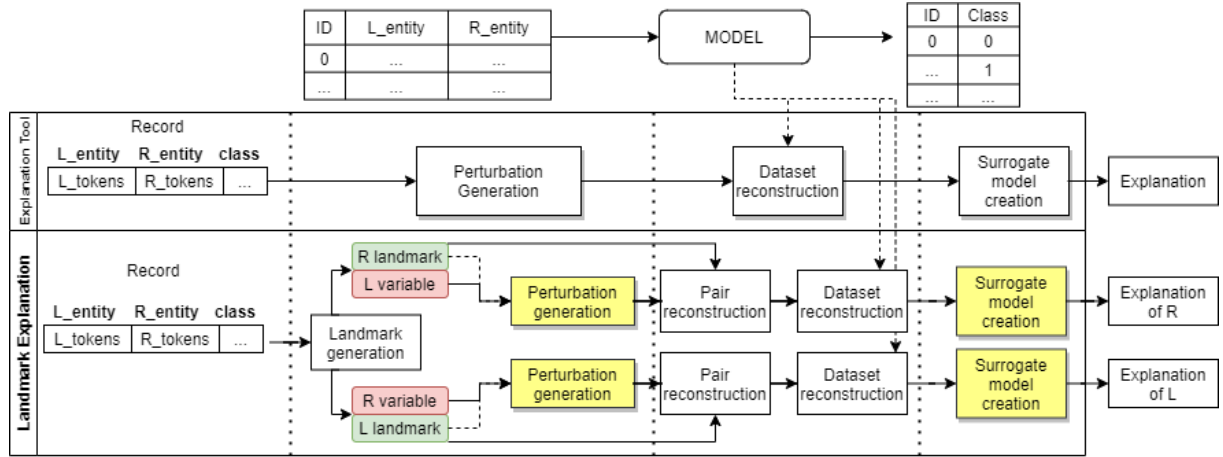 ID L_entity R_entity
0 ... ...
... ... ...
MODEL
ID Class
0 0
... 1
... ...
Explanation Tool
Record
L_entity R_entity class
L_tokens R_tokens ...
Perturbation
Generation
Dataset
reconstruction
Surrogate
model
creation
Explanation
Landmark Explanation
Record
L_entity R_entity class
L_tokens R_tokens ...
Landmark
generation
R landmark
L variable
Perturbation
generation
Pair
reconstruction
Dataset
reconstruction
Surrogate
model
creation
Explanation
of R
R variable
L landmark
Perturbation
generation
Pair
reconstruction
Dataset
reconstruction
Surrogate
model
creation
Explanation
of L